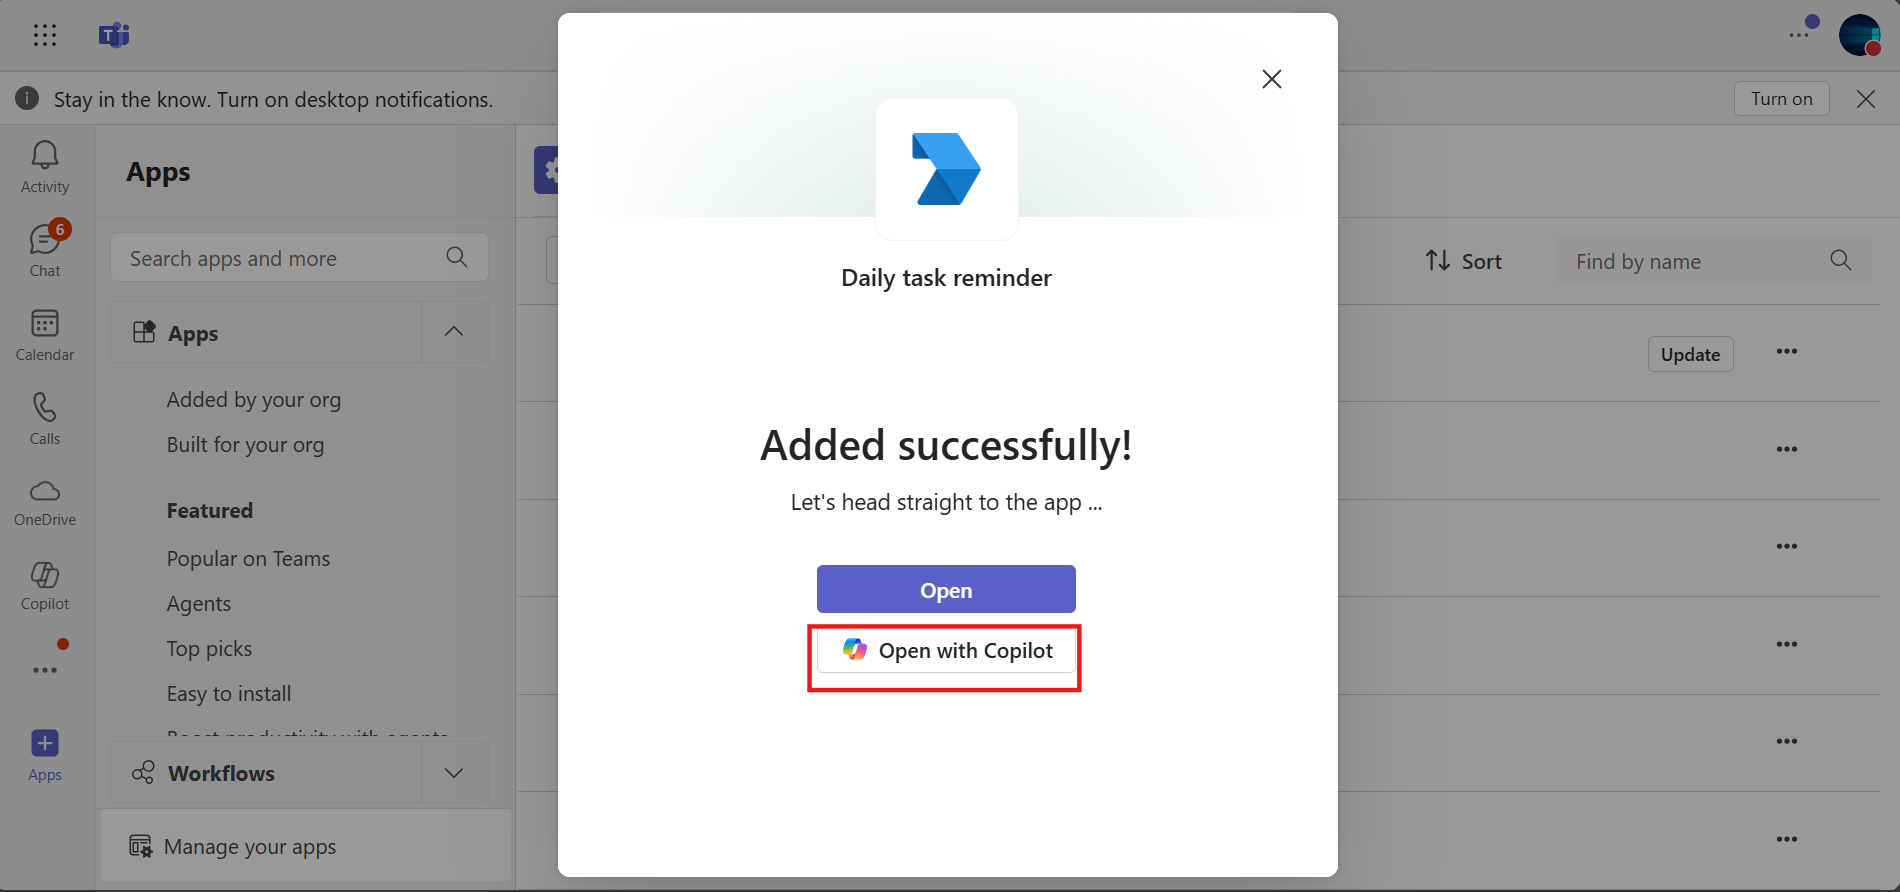 Stay in the know. Turn on desktop notifications.
Turn on
Activity
6
Chat
Calendar
Calls
OneDrive
Copilot
Apps
Apps
Search apps and more
Apps
Added by your org
Built for your org
Featured
Popular on Teams
Agents
Top picks
Easy to install
Workflows
Manage your apps
Sort
Find by name
Update
Daily task reminder
Added successfully!
Let's head straight to the app ...
Open
Open with Copilot